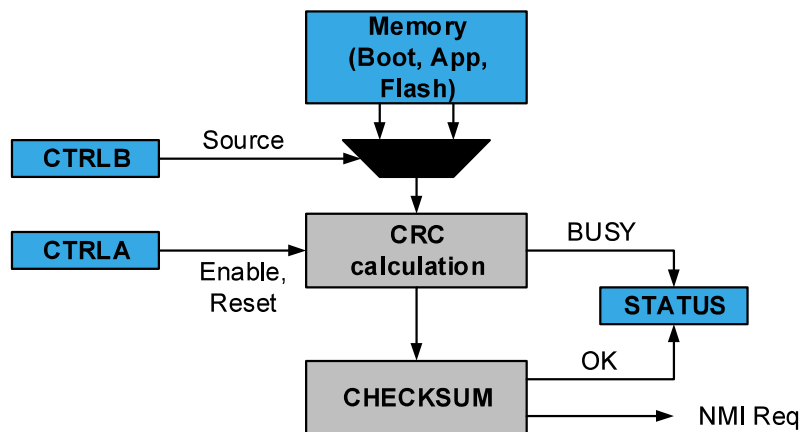 Memory
(Boot, App,
Flash)
Source
CTRLB
CRC
calculation
BUSY
CTRLA
Enable,
Reset
STATUS
OK
CHECKSUM
NMI Req